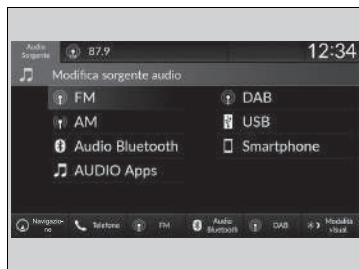 Audio
Sorgente
87.9
12:34
Modifica sorgente audio
FM
DAB
AM
USB
Audio Bluetooth
Smartphone
AUDIO Apps
Navigazio-
ne
Telefono
FM
Audio
Bluetooth
DAB
Modalità
visual.